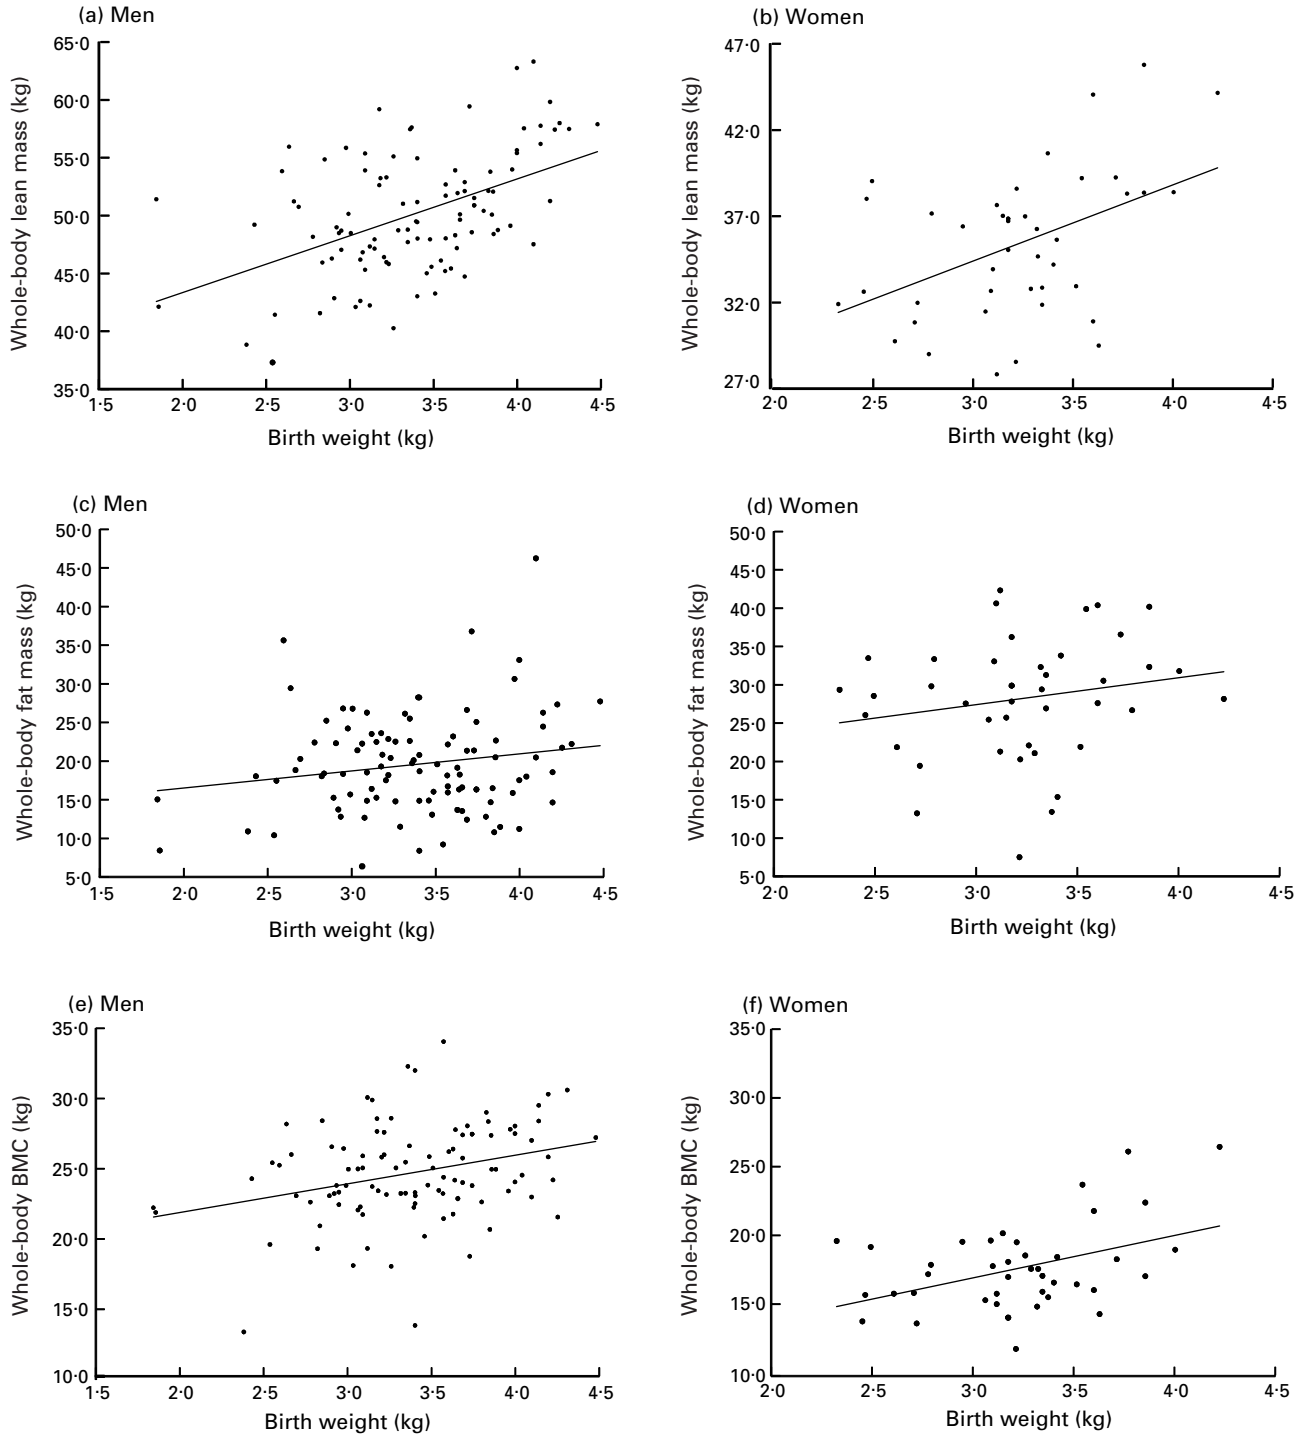 (a) Men
Whole-body lean mass (kg)
65·0
60·0
55·0
50·0
45·0
40·0
35·0
1·5 2·0 2·5 3·0 3·5 4·0 4·5
Birth weight (kg)
(b) Women
Whole-body lean mass (kg)
47·0
42·0
37·0
32·0
27·0
2·0 2·5 3·0 3·5 4·0 4·5
Birth weight (kg)
(c) Men
Whole-body fat mass (kg)
50·0
45·0
40·0
35·0
30·0
25·0
20·0
15·0
10·0
5·0
1·5 2·0 2·5 3·0 3·5 4·0 4·5
Birth weight (kg)
(d) Women
Whole-body fat mass (kg)
50·0
45·0
40·0
35·0
30·0
25·0
20·0
15·0
10·0
5·0
2·0 2·5 3·0 3·5 4·0 4·5
Birth weight (kg)
(e) Men
Whole-body BMC (kg)
35·0
30·0
25·0
20·0
15·0
10·0
1·5 2·0 2·5 3·0 3·5 4·0 4·5
Birth weight (kg)
(f) Women
Whole-body BMC (kg)
35·0
30·0
25·0
20·0
15·0
10·0
2·0 2·5 3·0 3·5 4·0 4·5
Birth weight (kg)